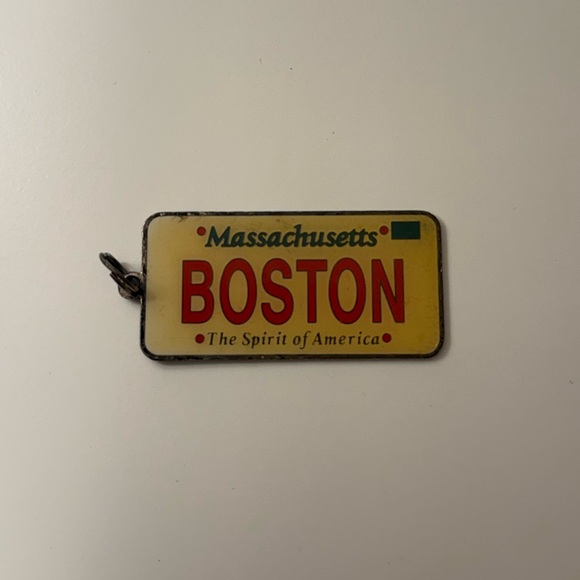 Massachusetts
BOSTON
The Spirit of America